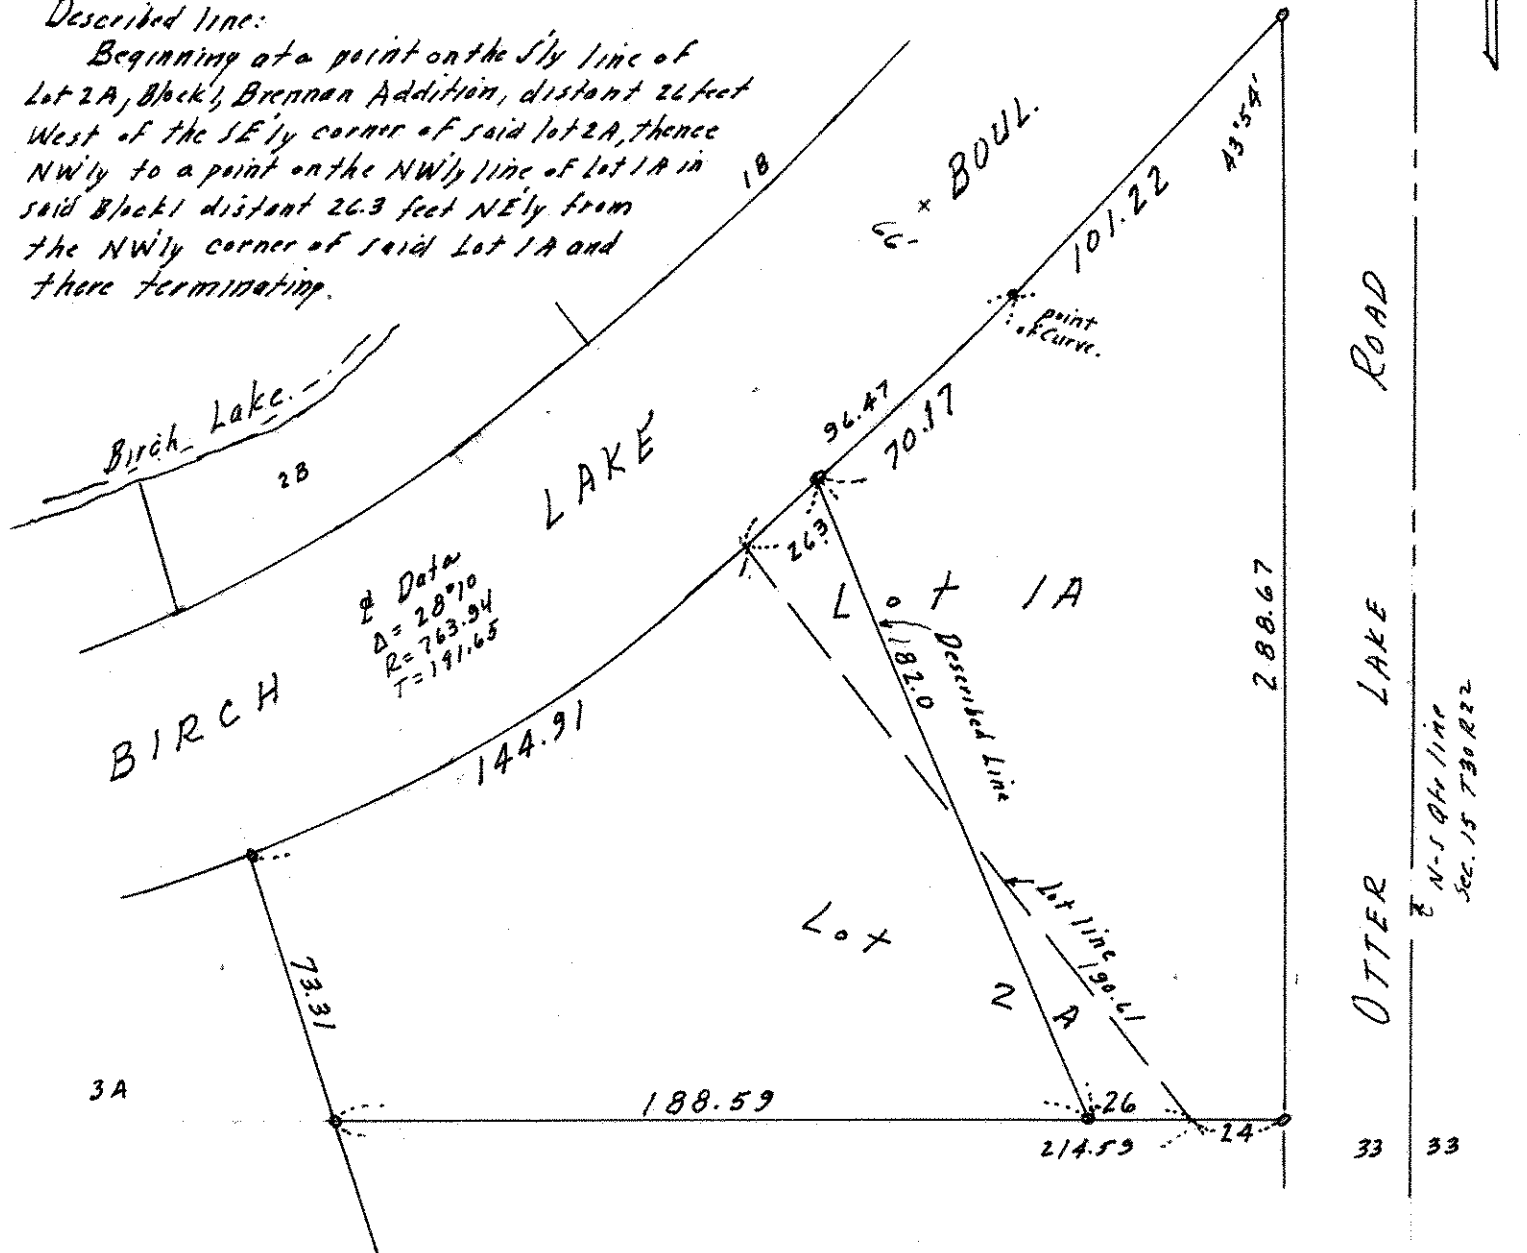 Described line:
Beginning at a point on the S'ly line of
Lot 2A, Block 1, Brennan Addition, distant 26 feet
West of the SE'ly corner of said lot 2A, thence
NW'ly to a point on the NW'ly line of Lot 1A in
said Block 1 distant 26.3 feet NE'ly from
the NW'ly corner of said Lot 1A and
there terminating.
1B
BOUL.
43°54'
101.22
point
of Curve.
Birch Lake
2B
LAKE
96.47
70.17
26.3
℄ Data
Δ = 28°10
R = 763.94
T = 191.65
BIRCH
144.91
Lot 1A
182.0
Described Line
288.67
ROAD
LAKE
OTTER
N-S Qtr line
Sec. 15 T30 R22
Lot line
190.61
Lot
2 A
73.31
3A
188.59
26
214.59
24
33
33